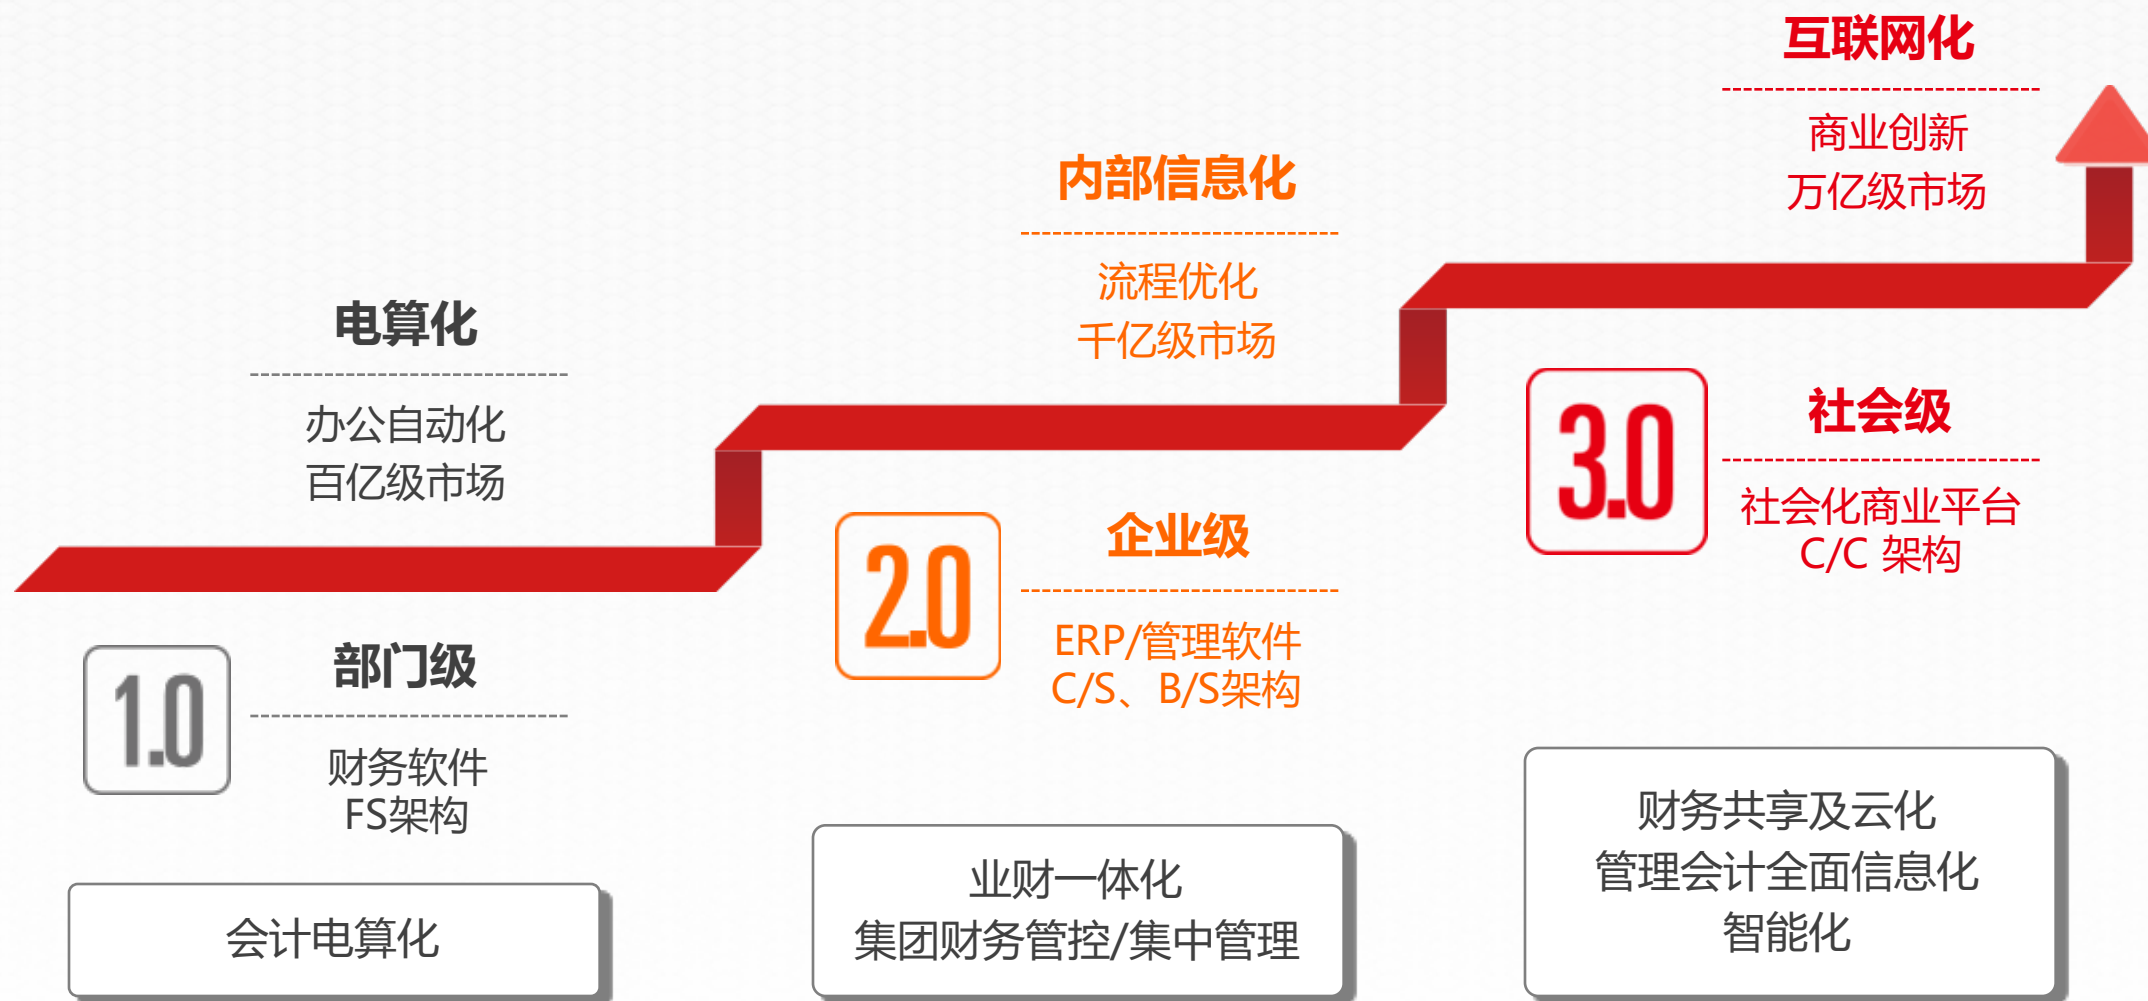 电算化
办公自动化
百亿级市场
1.0
部门级
财务软件
FS架构
会计电算化
内部信息化
流程优化
千亿级市场
2.0
企业级
ERP/管理软件
C/S、B/S架构
业财一体化
集团财务管控/集中管理
互联网化
商业创新
万亿级市场
3.0
社会级
社会化商业平台
C/C 架构
财务共享及云化
管理会计全面信息化
智能化